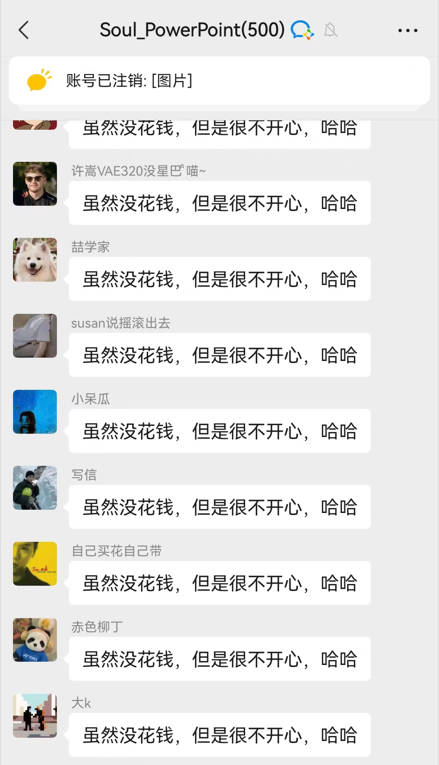 Soul_PowerPoint(500)
账号已注销: [图片]
虽然没花钱，但是很不开心，哈哈
许嵩VAE320没星巴 喵~
虽然没花钱，但是很不开心，哈哈
喆学家
虽然没花钱，但是很不开心，哈哈
susan说摇滚出去
虽然没花钱，但是很不开心，哈哈
小呆瓜
虽然没花钱，但是很不开心，哈哈
写信
虽然没花钱，但是很不开心，哈哈
自己买花自己带
虽然没花钱，但是很不开心，哈哈
赤色柳丁
虽然没花钱，但是很不开心，哈哈
大k
虽然没花钱，但是很不开心，哈哈